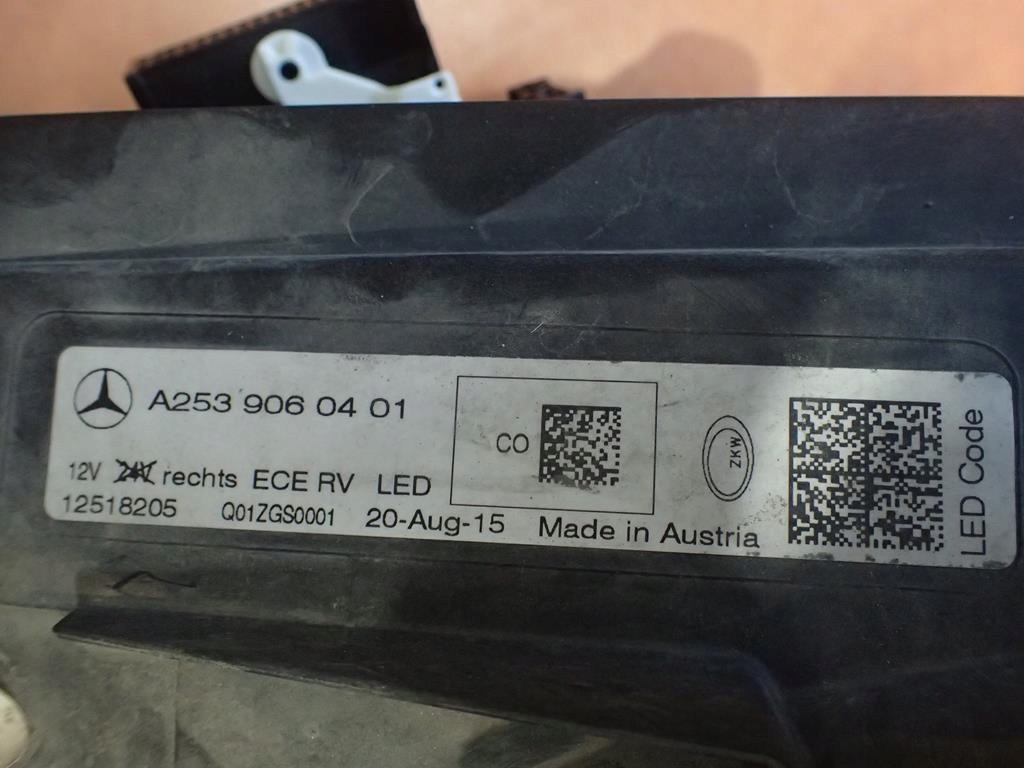 A253 906 04 01
CO
ZKW
12V 24V rechts ECE RV LED
12518205 Q01ZGS0001 20-Aug-15 Made in Austria
LED Code